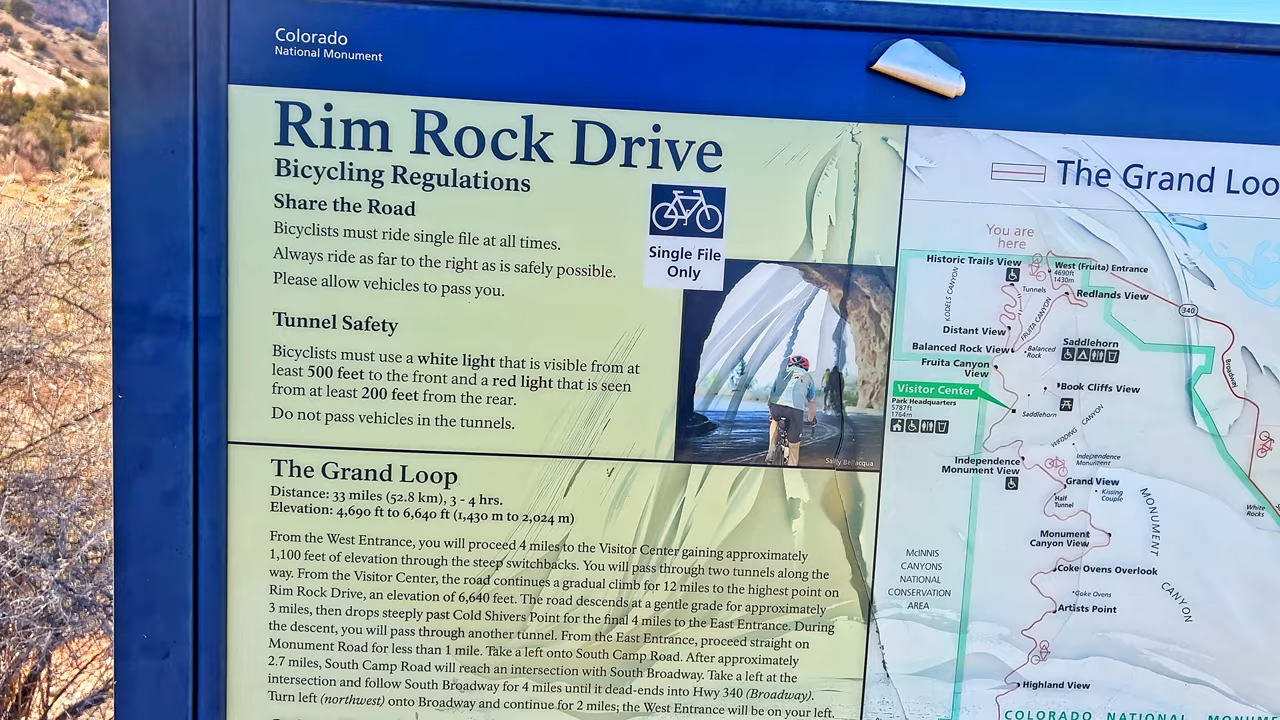 Colorado
National Monument
Rim Rock Drive
Bicycling Regulations
Share the Road
Bicyclists must ride single file at all times.
Always ride as far to the right as is safely possible.
Please allow vehicles to pass you.
Single File
Only
Tunnel Safety
Bicyclists must use a white light that is visible from at
least 500 feet to the front and a red light that is seen
from at least 200 feet from the rear.
Do not pass vehicles in the tunnels.
Sally Bellacqua
The Grand Loop
Distance: 33 miles (52.8 km), 3 - 4 hrs.
Elevation: 4,690 ft to 6,640 ft (1,430 m to 2,024 m)
From the West Entrance, you will proceed 4 miles to the Visitor Center gaining approximately
1,100 feet of elevation through the steep switchbacks. You will pass through two tunnels along the
way. From the Visitor Center, the road continues a gradual climb for 12 miles to the highest point on
Rim Rock Drive, an elevation of 6,640 feet. The road descends at a gentle grade for approximately
3 miles, then drops steeply past Cold Shivers Point for the final 4 miles to the East Entrance. During
the descent, you will pass through another tunnel. From the East Entrance, proceed straight on
Monument Road for less than 1 mile. Take a left onto South Camp Road. After approximately
2.7 miles, South Camp Road will reach an intersection with South Broadway. Take a left at the
intersection and follow South Broadway for 4 miles until it dead-ends into Hwy 340 (Broadway).
Turn left (northwest) onto Broadway and continue for 2 miles; the West Entrance will be on your left.
The Grand Loo
You are
here
Historic Trails View
West (Fruita) Entrance
4690ft
1430m
Tunnels
Redlands View
KODELS CANYON
FRUITA CANYON
340
Distant View
Balanced Rock View
Balanced
Rock
Saddlehorn
Fruita Canyon
View
Broadway
Visitor Center
Park Headquarters
5787ft
1764m
Book Cliffs View
Saddlehorn
WEDDING CANYON
Independence
Monument View
Independence
Monument
Grand View
Kissing
Couple
Half
Tunnel
White
Rocks
MONUMENT
CANYON
Monument
Canyon View
McINNIS
CANYONS
NATIONAL
CONSERVATION
AREA
Coke Ovens Overlook
Coke Ovens
Artists Point
Highland View
COLORADO NATIONAL MONUM